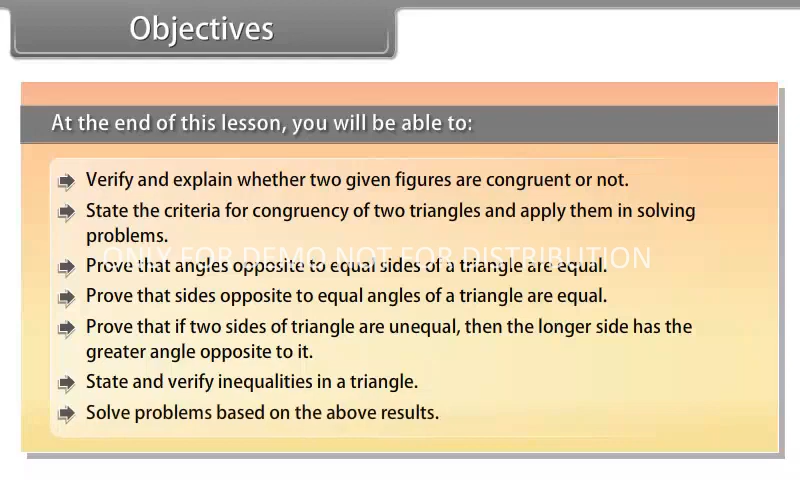 Objectives
At the end of this lesson, you will be able to:
Verify and explain whether two given figures are congruent or not.
State the criteria for congruency of two triangles and apply them in solving
problems.
ONLY FOR DEMO NOT FOR DISTRIBUTION
Prove that angles opposite to equal sides of a triangle are equal.
Prove that sides opposite to equal angles of a triangle are equal.
Prove that if two sides of triangle are unequal, then the longer side has the
greater angle opposite to it.
State and verify inequalities in a triangle.
Solve problems based on the above results.